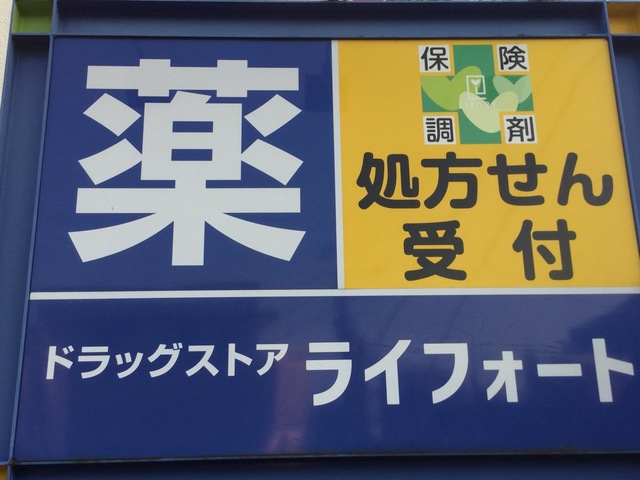 薬
保険
調剤
処方せん
受付
ドラッグストア ライフォート